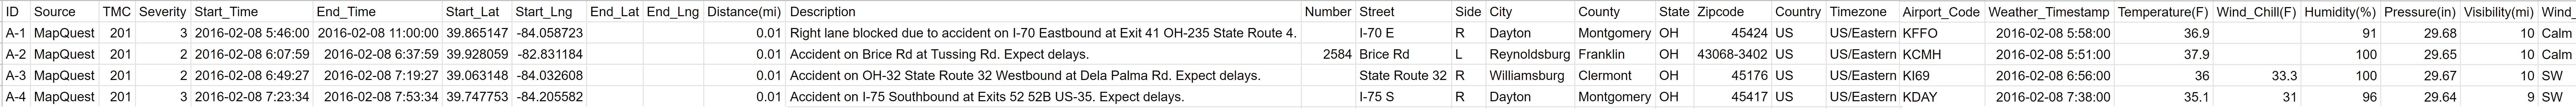 ID Source TMC Severity Start_Time End_Time Start_Lat Start_Lng End_Lat End_Lng Distance(mi) Description Number Street Side City County State Zipcode Country Timezone Airport_Code Weather_Timestamp Temperature(F) Wind_Chill(F) Humidity(%) Pressure(in) Visibility(mi) Wind_
A-1 MapQuest 201 3 2016-02-08 5:46:00 2016-02-08 11:00:00 39.865147 -84.058723 0.01 Right lane blocked due to accident on I-70 Eastbound at Exit 41 OH-235 State Route 4. I-70 E R Dayton Montgomery OH 45424 US US/Eastern KFFO 2016-02-08 5:58:00 36.9 91 29.68 10 Calm
A-2 MapQuest 201 2 2016-02-08 6:07:59 2016-02-08 6:37:59 39.928059 -82.831184 0.01 Accident on Brice Rd at Tussing Rd. Expect delays. 2584 Brice Rd L Reynoldsburg Franklin OH 43068-3402 US US/Eastern KCMH 2016-02-08 5:51:00 37.9 100 29.65 10 Calm
A-3 MapQuest 201 2 2016-02-08 6:49:27 2016-02-08 7:19:27 39.063148 -84.032608 0.01 Accident on OH-32 State Route 32 Westbound at Dela Palma Rd. Expect delays. State Route 32 R Williamsburg Clermont OH 45176 US US/Eastern KI69 2016-02-08 6:56:00 36 33.3 100 29.67 10 SW
A-4 MapQuest 201 3 2016-02-08 7:23:34 2016-02-08 7:53:34 39.747753 -84.205582 0.01 Accident on I-75 Southbound at Exits 52 52B US-35. Expect delays. I-75 S R Dayton Montgomery OH 45417 US US/Eastern KDAY 2016-02-08 7:38:00 35.1 31 96 29.64 9 SW